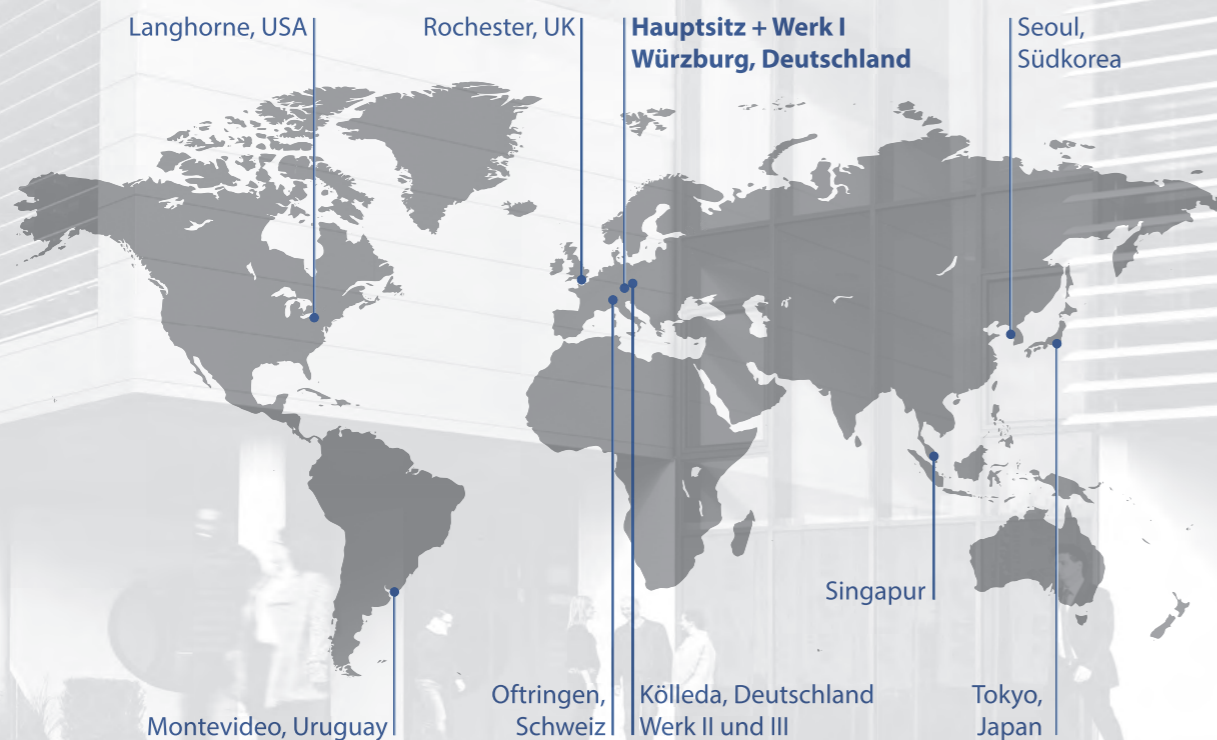 Langhorne, USA
Rochester, UK
Hauptsitz + Werk I
Würzburg, Deutschland
Seoul,
Südkorea
Singapur
Montevideo, Uruguay
Oftringen,
Schweiz
Kölleda, Deutschland
Werk II und III
Tokyo,
Japan